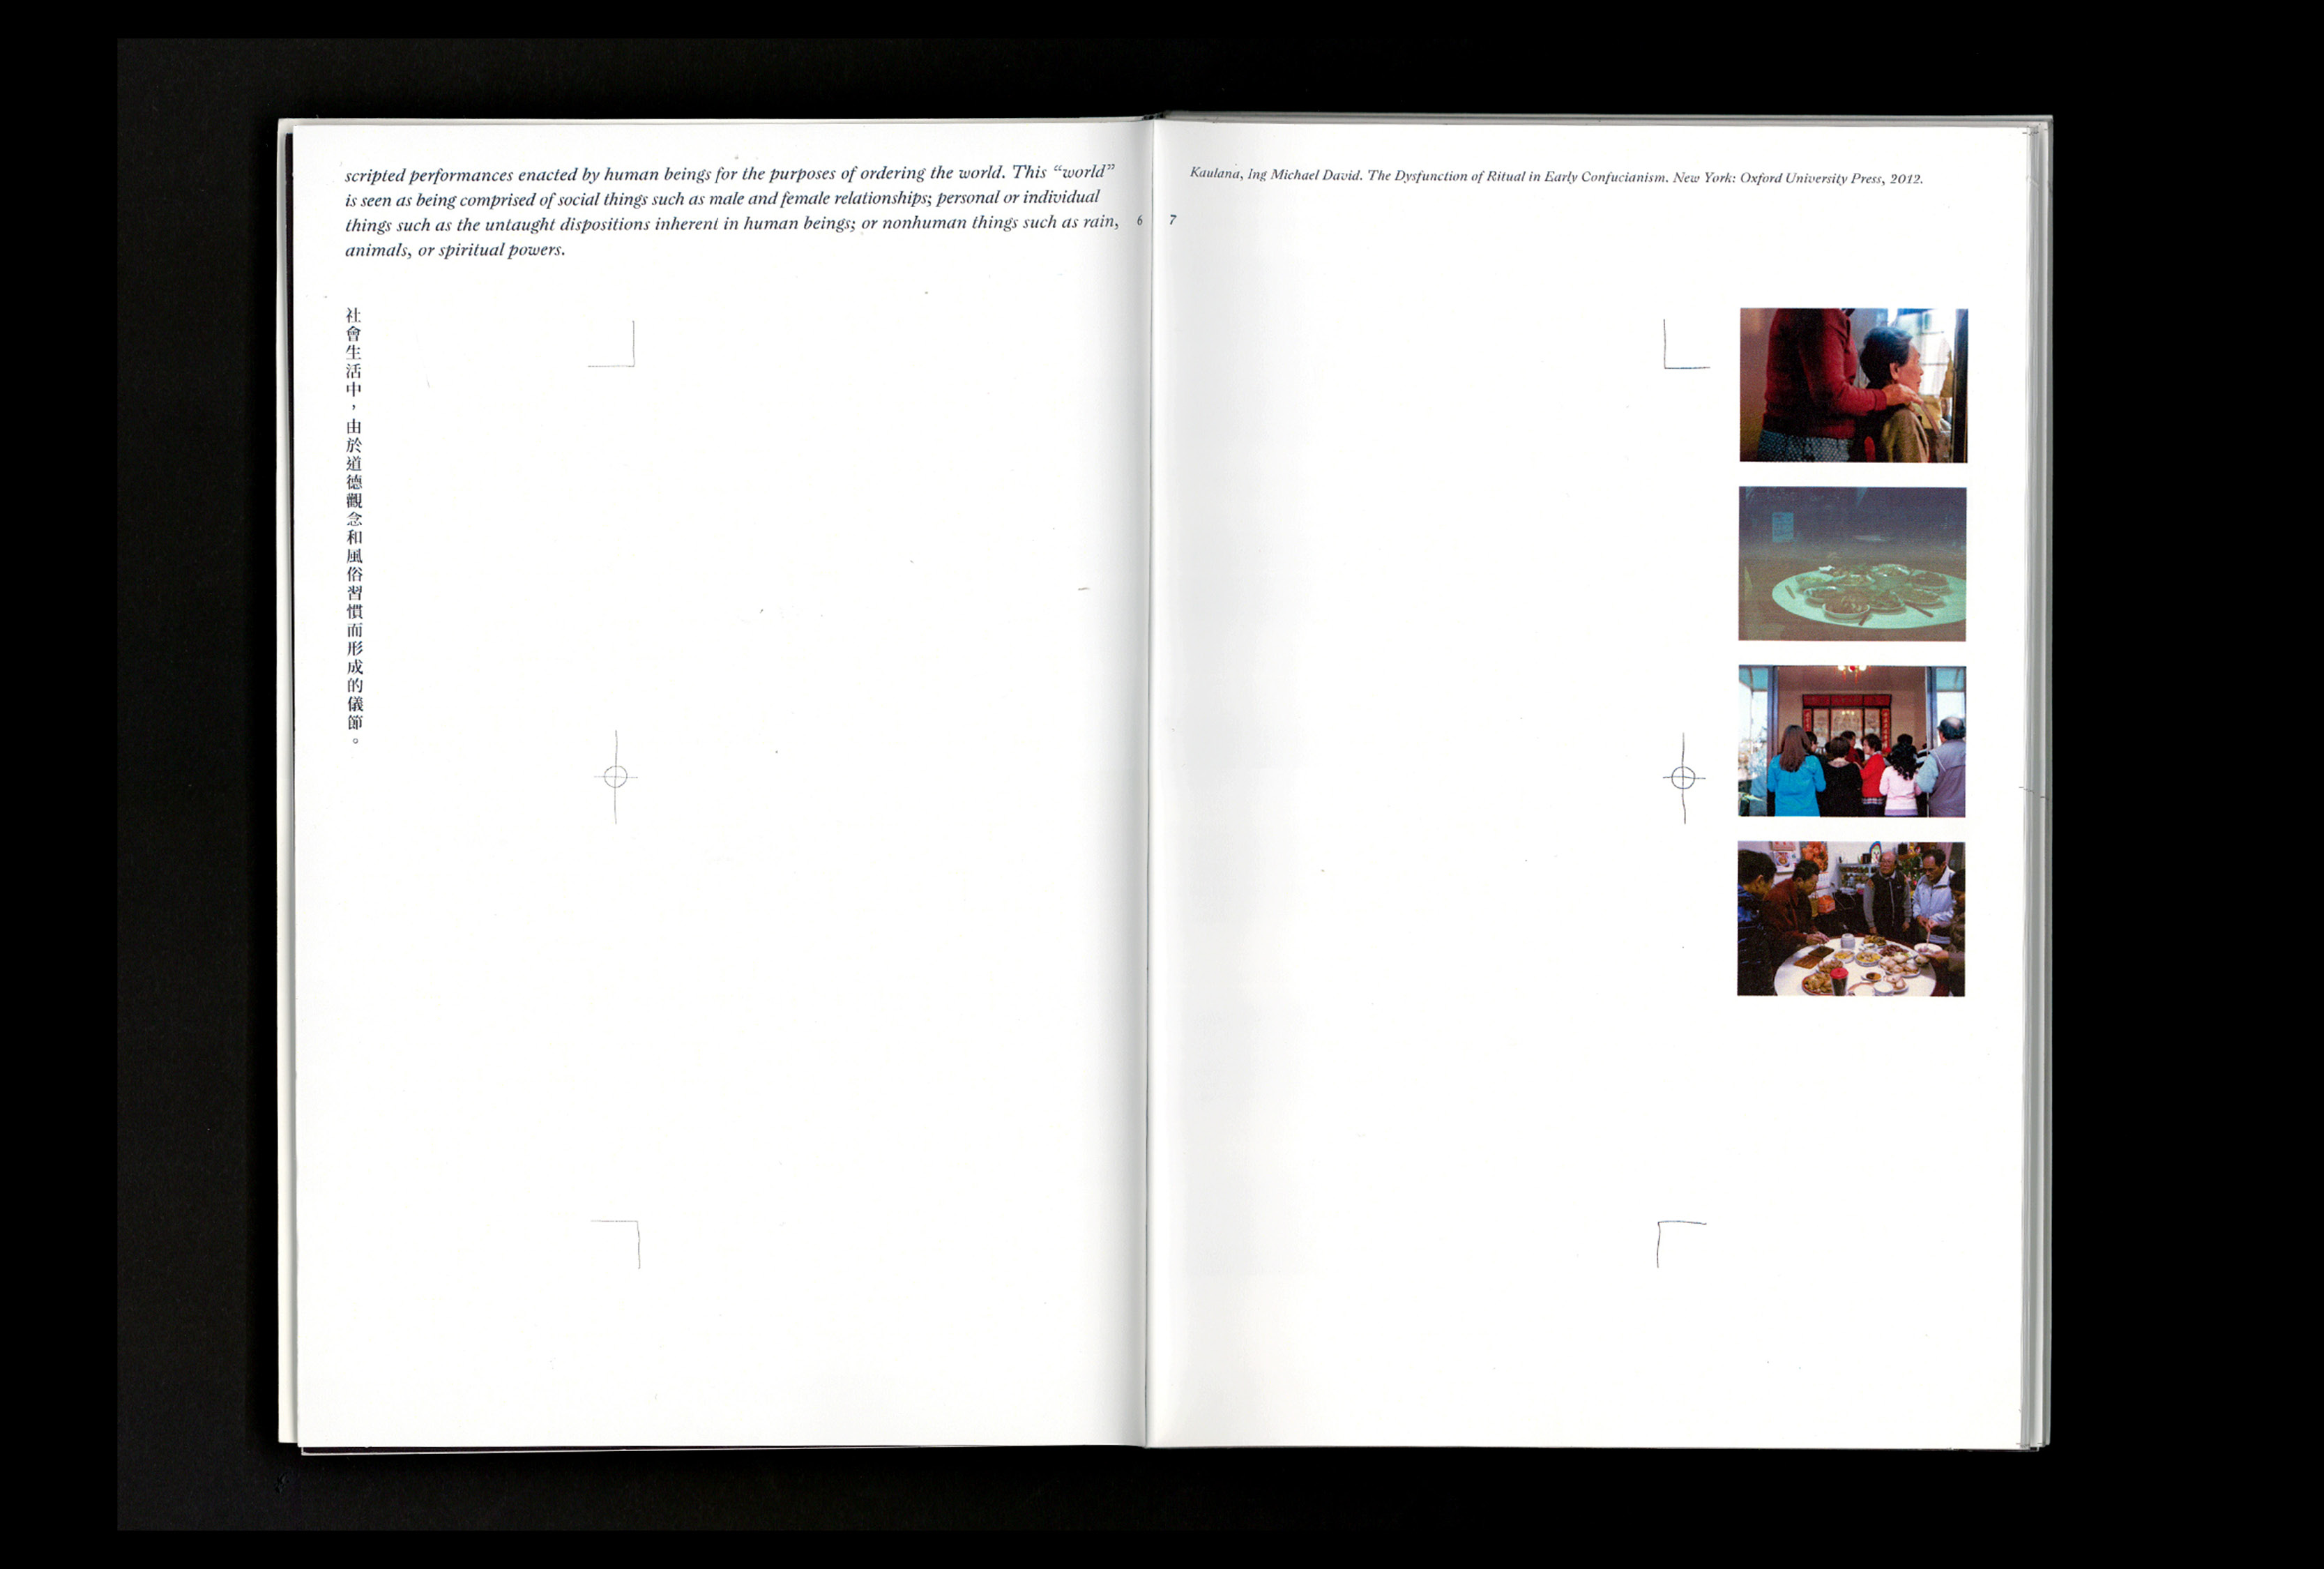 scripted performances enacted by human beings for the purposes of ordering the world. This “world”
is seen as being comprised of social things such as male and female relationships; personal or individual
things such as the untaught dispositions inherent in human beings; or nonhuman things such as rain,
animals, or spiritual powers.
6
社會生活中，由於道德觀念和風俗習慣而形成的儀節。
Kaulana, Ing Michael David. The Dysfunction of Ritual in Early Confucianism. New York: Oxford University Press, 2012.
7